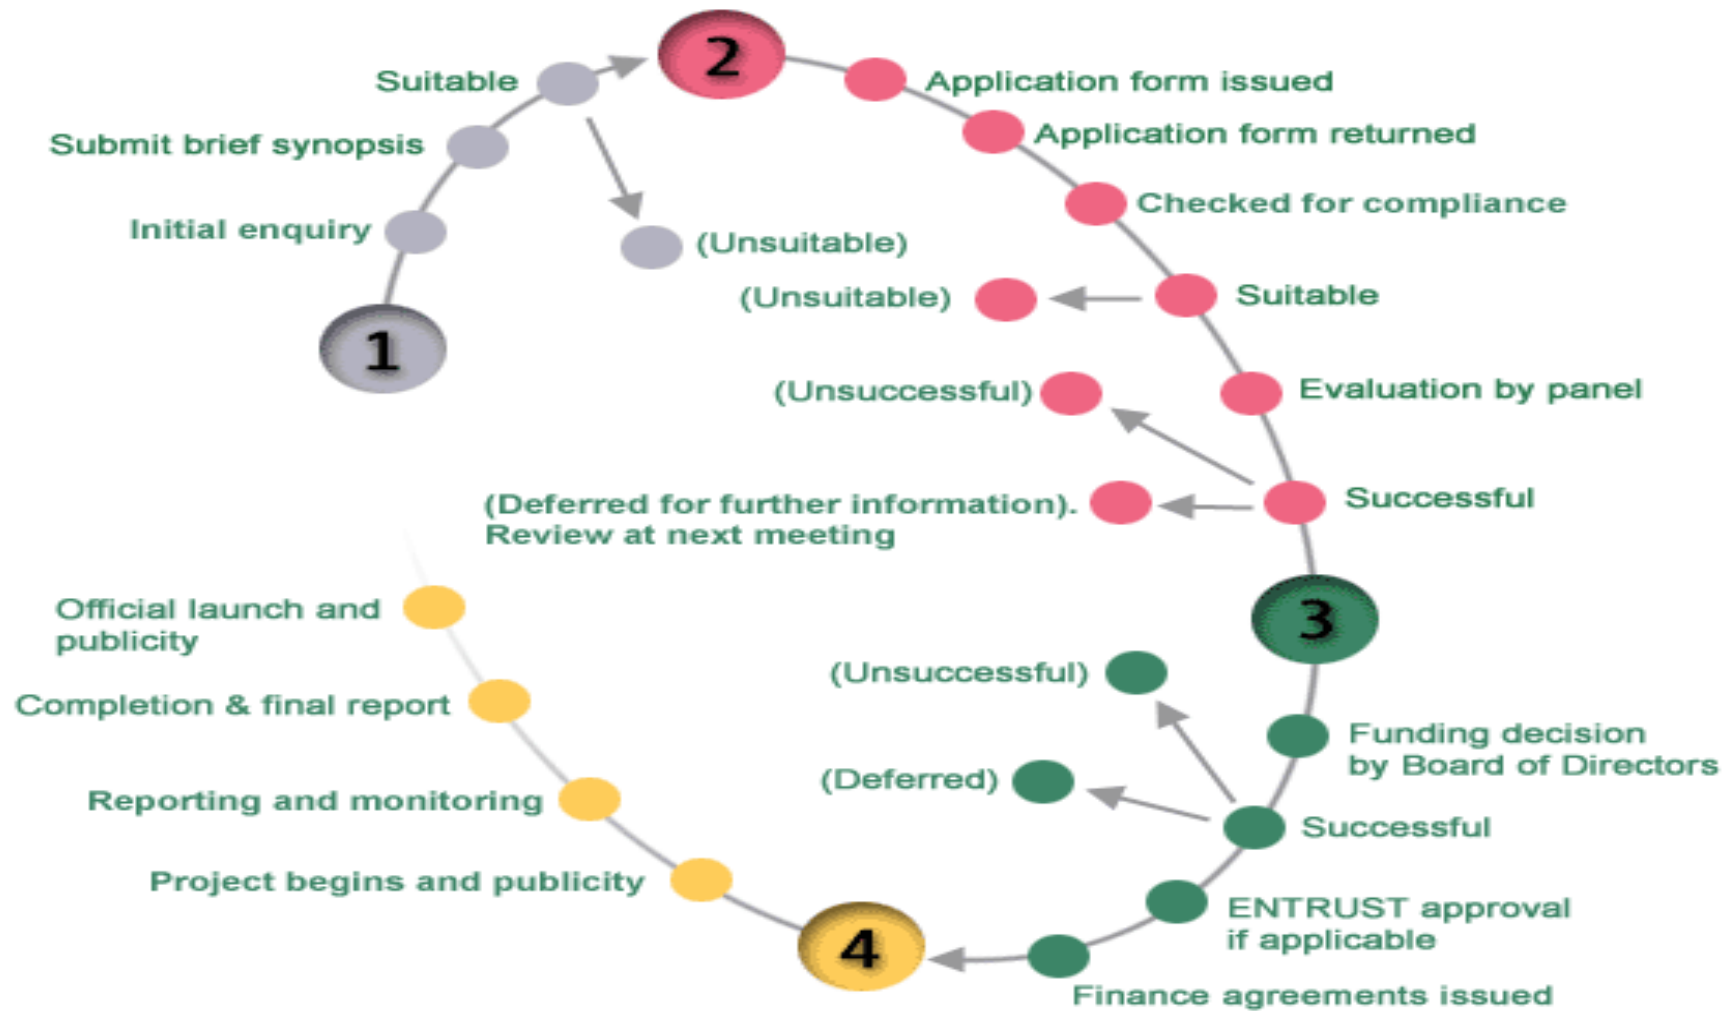 1
Initial enquiry
Submit brief synopsis
Suitable
(Unsuitable)
2
Application form issued
Application form returned
Checked for compliance
Suitable
(Unsuitable)
Evaluation by panel
Successful
(Unsuccessful)
(Deferred for further information).
Review at next meeting
3
Funding decision
by Board of Directors
Successful
(Unsuccessful)
(Deferred)
ENTRUST approval
if applicable
Finance agreements issued
4
Project begins and publicity
Reporting and monitoring
Completion & final report
Official launch and
publicity